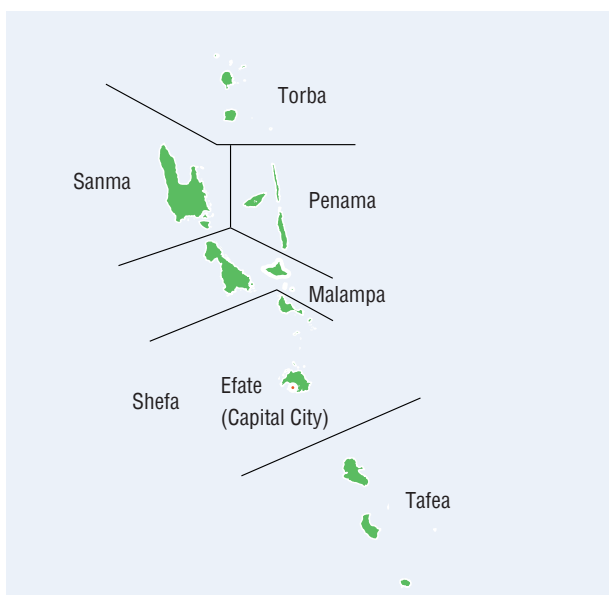 Torba
Sanma
Penama
Malampa
Shefa
Efate
(Capital City)
Tafea